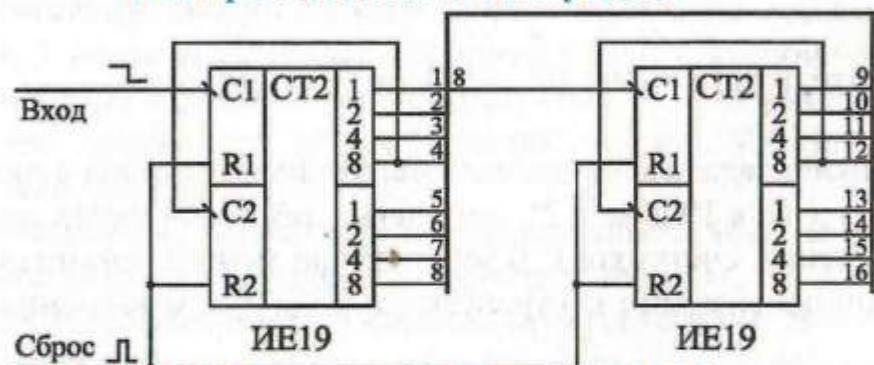 C1 CT2 1 1 8 C1 CT2 1 9
Вход 2 2 2 10
4 3 4 11
R1 8 4 R1 8 12
C2 1 5 C2 1 13
2 6 2 14
4 7 4 15
R2 8 8 R2 8 16
Сброс ИЕ19 ИЕ19